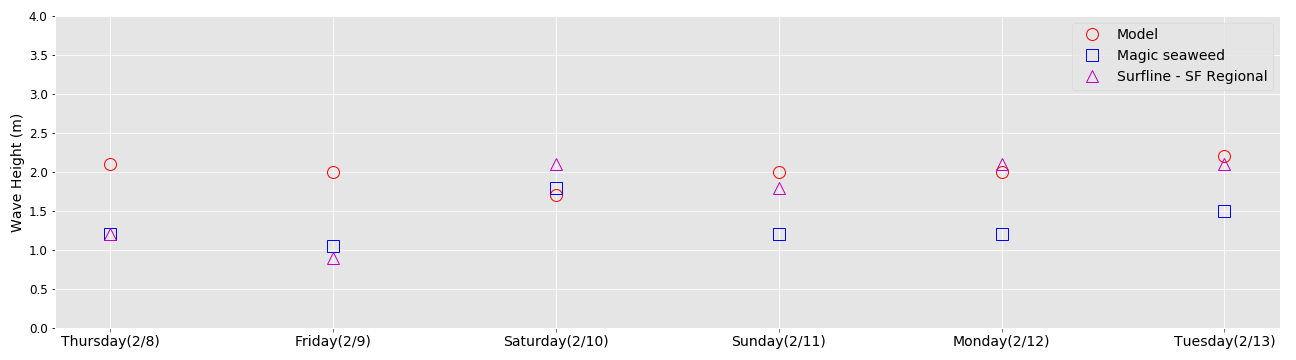 4.0
3.5
3.0
2.5
2.0
1.5
1.0
0.5
0.0
Wave Height (m)
Model
Magic seaweed
Surfline - SF Regional
Thursday(2/8) Friday(2/9) Saturday(2/10) Sunday(2/11) Monday(2/12) Tuesday(2/13)